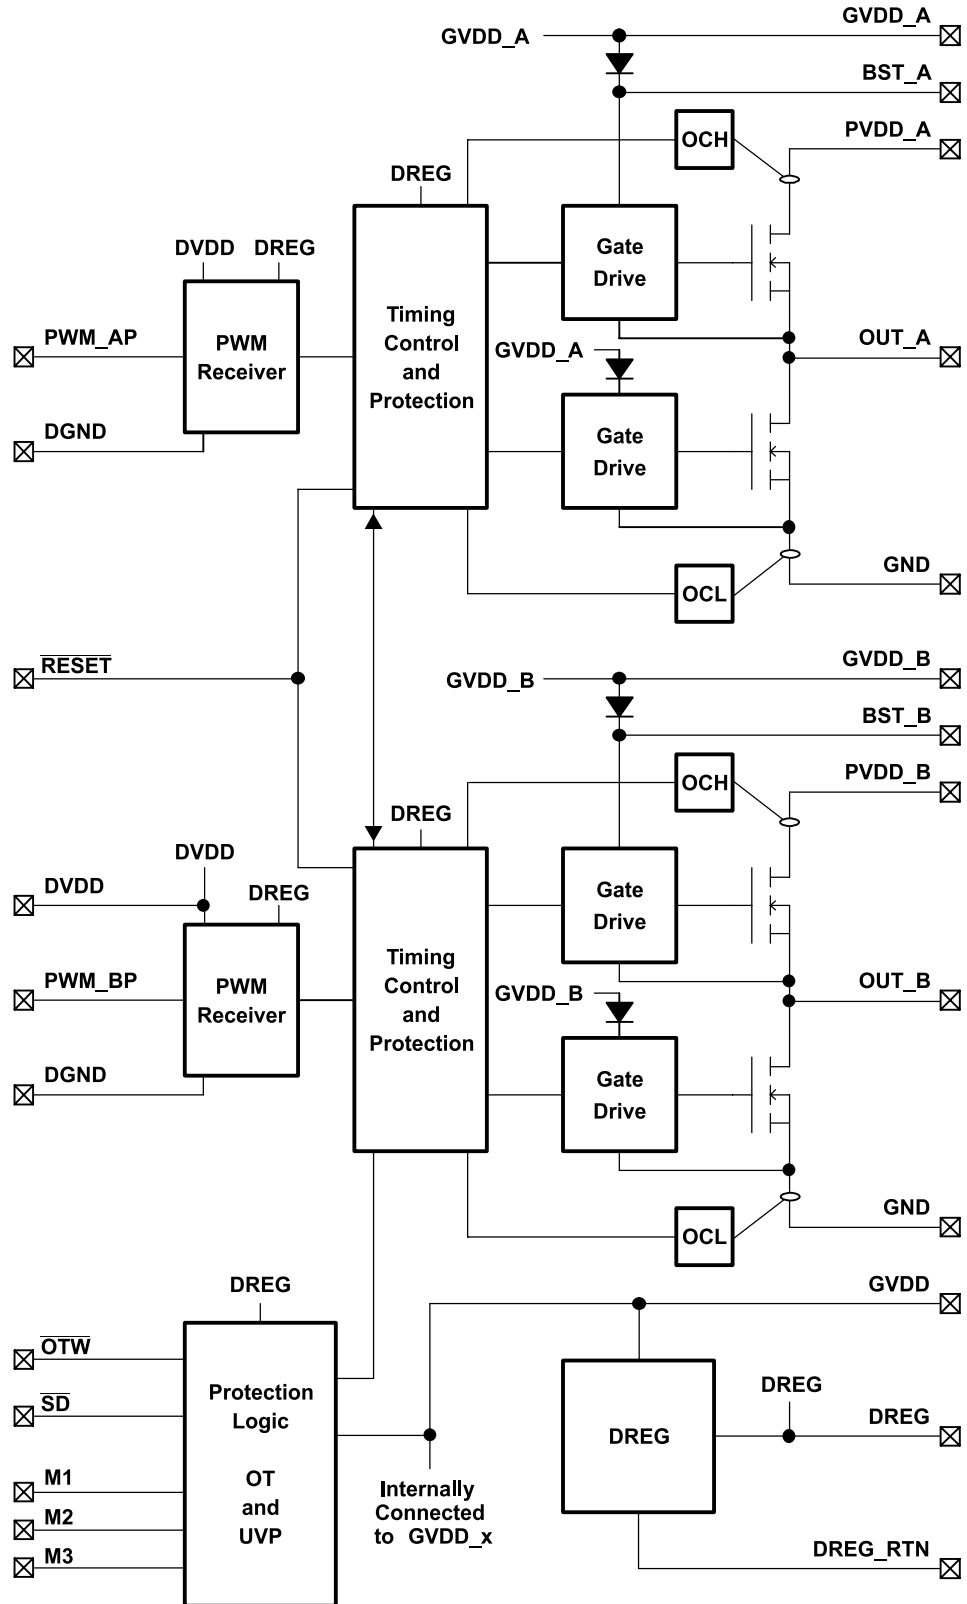 GVDD_A
GVDD_A
BST_A
OCH
PVDD_A
DREG
DVDD
DREG
Gate
Drive
PWM_AP
PWM
Receiver
Timing
Control
and
Protection
GVDD_A
OUT_A
DGND
Gate
Drive
OCL
GND
RESET
GVDD_B
GVDD_B
BST_B
OCH
PVDD_B
DREG
DVDD
DVDD
DREG
Gate
Drive
PWM_BP
PWM
Receiver
Timing
Control
and
Protection
GVDD_B
OUT_B
DGND
Gate
Drive
OCL
GND
DREG
GVDD
OTW
SD
M1
M2
M3
Protection
Logic
OT
and
UVP
Internally
Connected
to GVDD_x
DREG
DREG
DREG
DREG_RTN